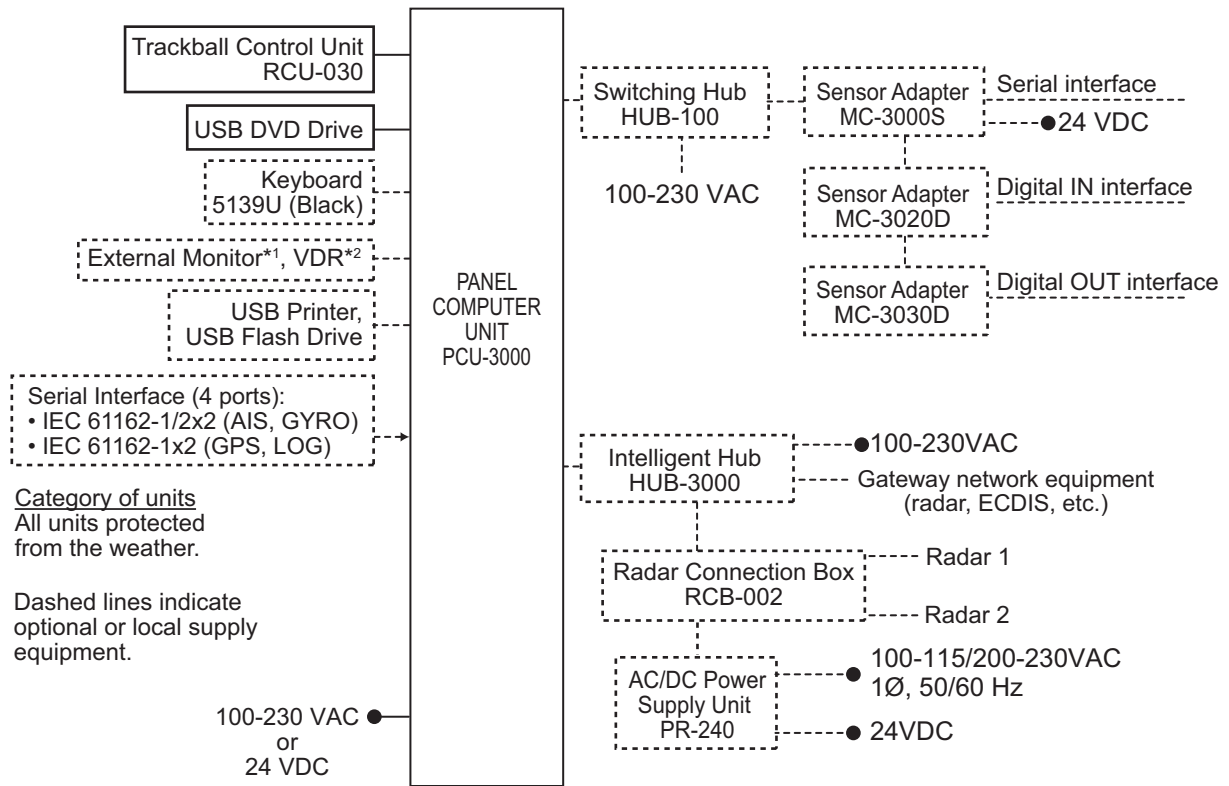 Trackball Control Unit
RCU-030
USB DVD Drive
Keyboard
5139U (Black)
External Monitor*1, VDR*2
USB Printer,
USB Flash Drive
Serial Interface (4 ports):
• IEC 61162-1/2x2 (AIS, GYRO)
• IEC 61162-1x2 (GPS, LOG)
Category of units
All units protected
from the weather.
Dashed lines indicate
optional or local supply
equipment.
100-230 VAC
or
24 VDC
PANEL
COMPUTER
UNIT
PCU-3000
Switching Hub
HUB-100
100-230 VAC
Sensor Adapter
MC-3000S
Serial interface
24 VDC
Sensor Adapter
MC-3020D
Digital IN interface
Sensor Adapter
MC-3030D
Digital OUT interface
Intelligent Hub
HUB-3000
100-230VAC
Gateway network equipment
(radar, ECDIS, etc.)
Radar Connection Box
RCB-002
Radar 1
Radar 2
AC/DC Power
Supply Unit
PR-240
100-115/200-230VAC
1Ø, 50/60 Hz
24VDC